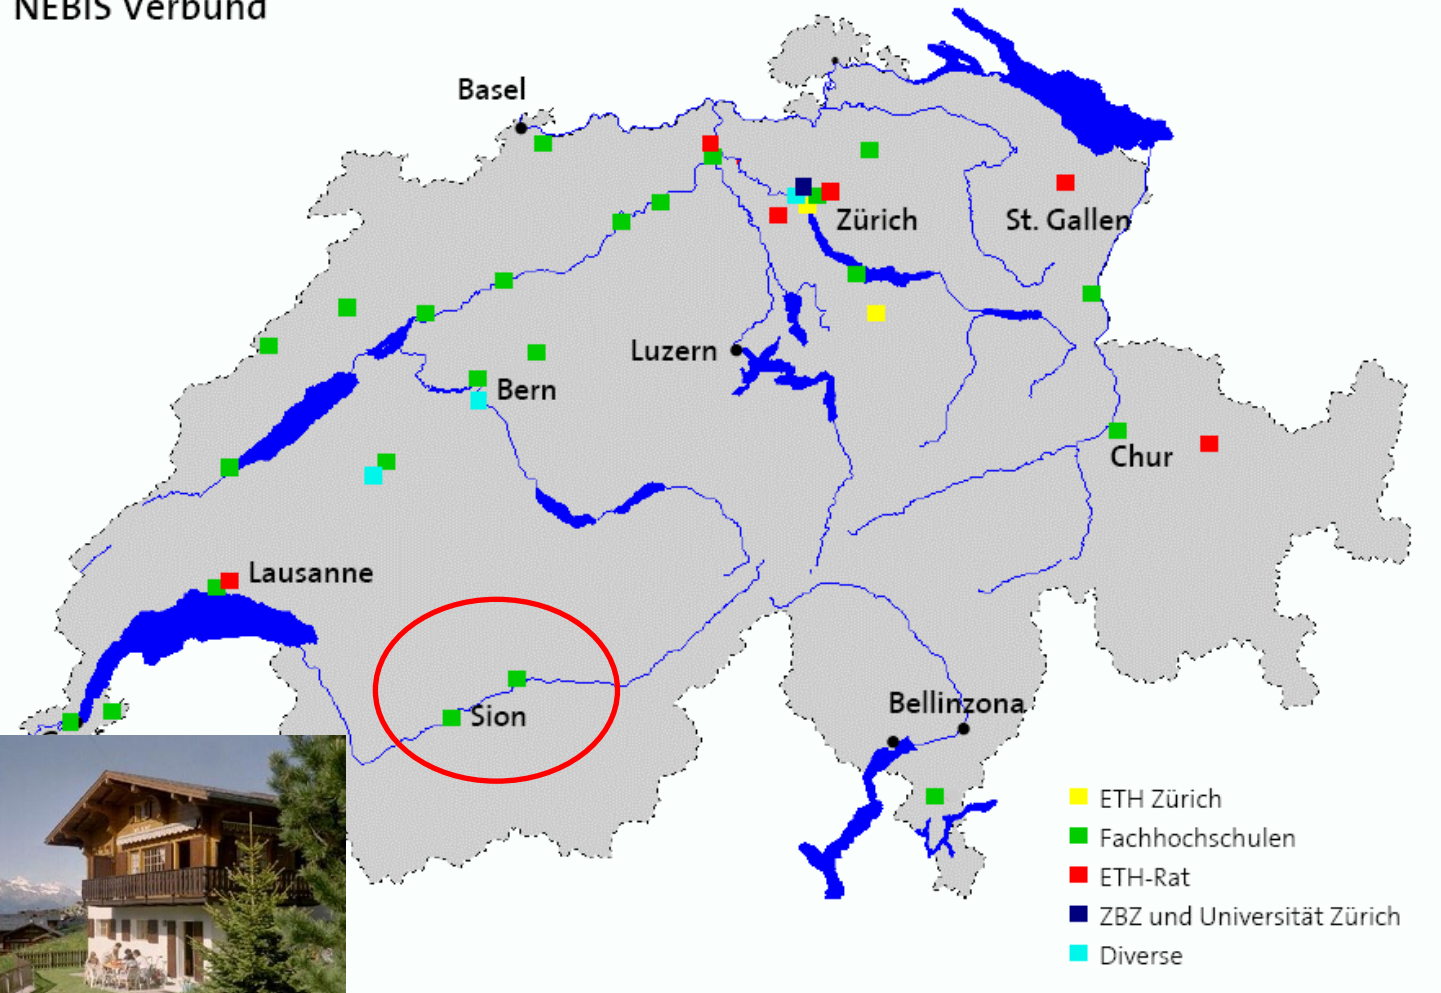 NEBIS Verbund
Basel
Zürich
St. Gallen
Luzern
Bern
Chur
Lausanne
Sion
Bellinzona
ETH Zürich
Fachhochschulen
ETH-Rat
ZBZ und Universität Zürich
Diverse